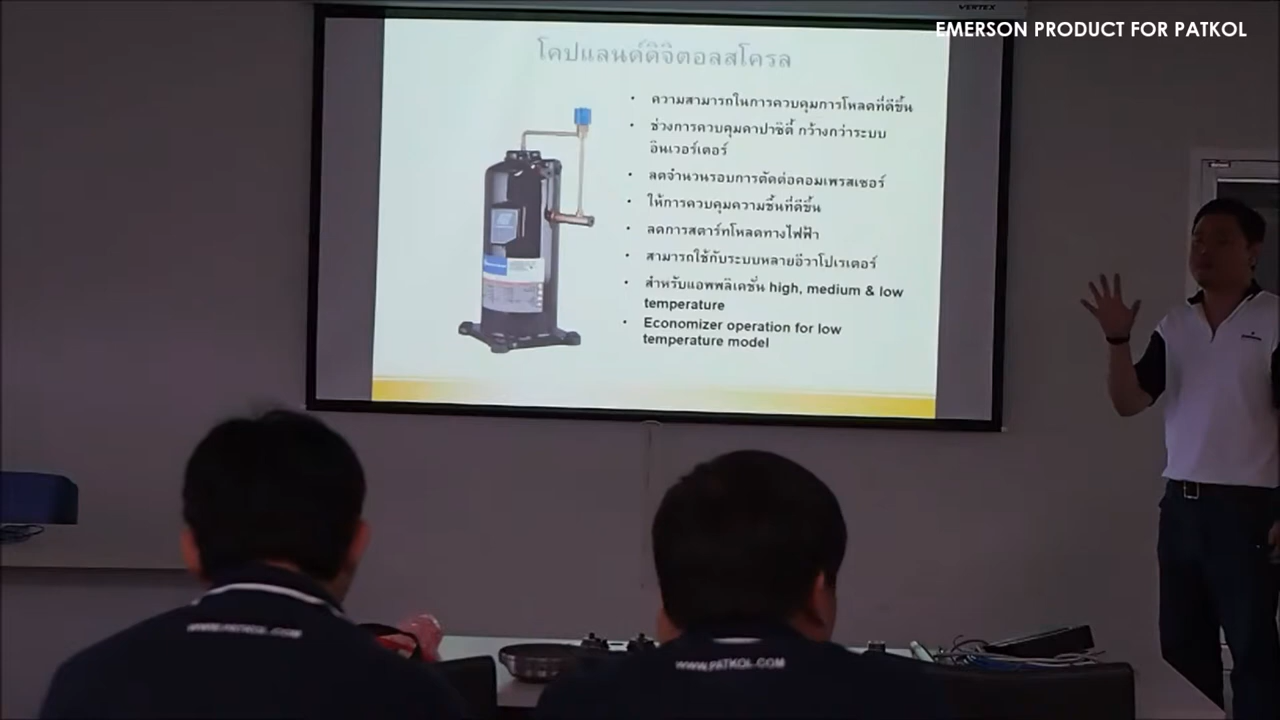 VERTEX
EMERSON PRODUCT FOR PATKOL
โคปแลนด์ดิจิตอลสโครล
• ความสามารถในการควบคุมการโหลดที่ดีขึ้น
• ช่วงการควบคุมคาปาซิตี้ กว้างกว่าระบบ
อินเวอร์เตอร์
• ลดจำนวนรอบการตัดต่อคอมเพรสเซอร์
• ให้การควบคุมความชื้นที่ดีขึ้น
• ลดการสตาร์ทโหลดทางไฟฟ้า
• สามารถใช้กับระบบหลายอีวาโปเรเตอร์
• สำหรับแอพพลิเคชั่น high, medium & low
temperature
• Economizer operation for low
temperature model
WWW.PATKOL.COM
WWW.PATKOL.COM